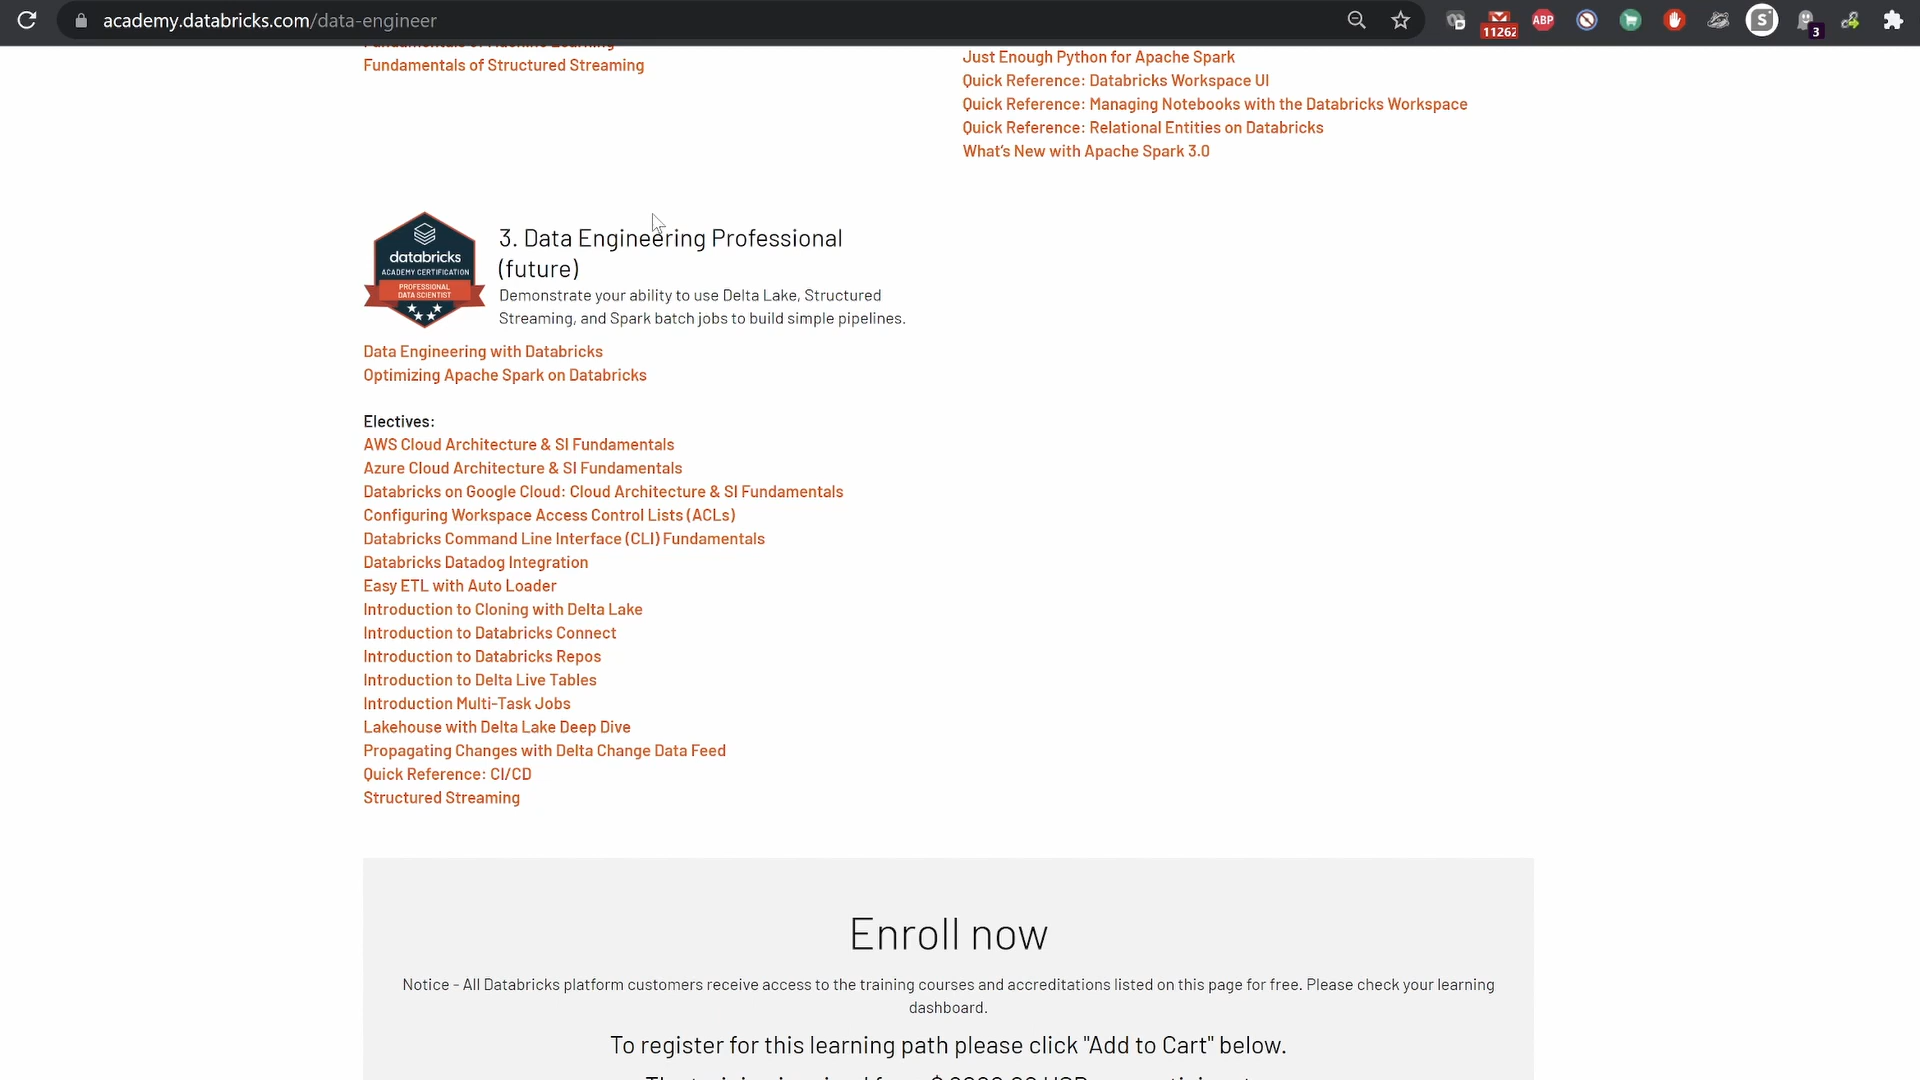 academy.databricks.com/data-engineer
11262
ABP
S
3
Fundamentals of Machine Learning
Fundamentals of Structured Streaming
Just Enough Python for Apache Spark
Quick Reference: Databricks Workspace UI
Quick Reference: Managing Notebooks with the Databricks Workspace
Quick Reference: Relational Entities on Databricks
What's New with Apache Spark 3.0
databricks
ACADEMY CERTIFICATION
PROFESSIONAL
DATA SCIENTIST
3. Data Engineering Professional
(future)
Demonstrate your ability to use Delta Lake, Structured
Streaming, and Spark batch jobs to build simple pipelines.
Data Engineering with Databricks
Optimizing Apache Spark on Databricks
Electives:
AWS Cloud Architecture & SI Fundamentals
Azure Cloud Architecture & SI Fundamentals
Databricks on Google Cloud: Cloud Architecture & SI Fundamentals
Configuring Workspace Access Control Lists (ACLs)
Databricks Command Line Interface (CLI) Fundamentals
Databricks Datadog Integration
Easy ETL with Auto Loader
Introduction to Cloning with Delta Lake
Introduction to Databricks Connect
Introduction to Databricks Repos
Introduction to Delta Live Tables
Introduction Multi-Task Jobs
Lakehouse with Delta Lake Deep Dive
Propagating Changes with Delta Change Data Feed
Quick Reference: CI/CD
Structured Streaming
Enroll now
Notice - All Databricks platform customers receive access to the training courses and accreditations listed on this page for free. Please check your learning
dashboard.
To register for this learning path please click "Add to Cart" below.